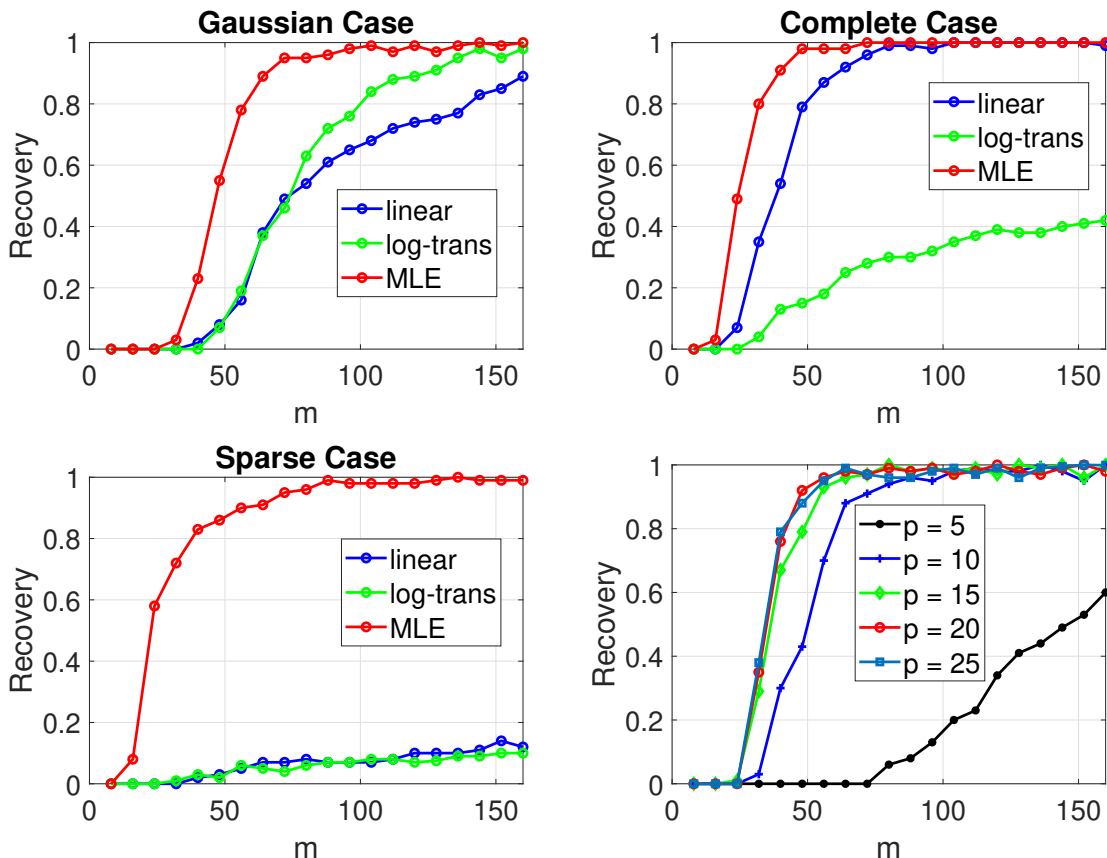 Gaussian Case
Recovery
1
0.8
0.6
0.4
0.2
0
0
50
100
150
m
linear
log-trans
MLE
Complete Case
Recovery
1
0.8
0.6
0.4
0.2
0
0
50
100
150
m
linear
log-trans
MLE
Sparse Case
Recovery
1
0.8
0.6
0.4
0.2
0
0
50
100
150
m
linear
log-trans
MLE
Recovery
1
0.8
0.6
0.4
0.2
0
0
50
100
150
m
p = 5
p = 10
p = 15
p = 20
p = 25